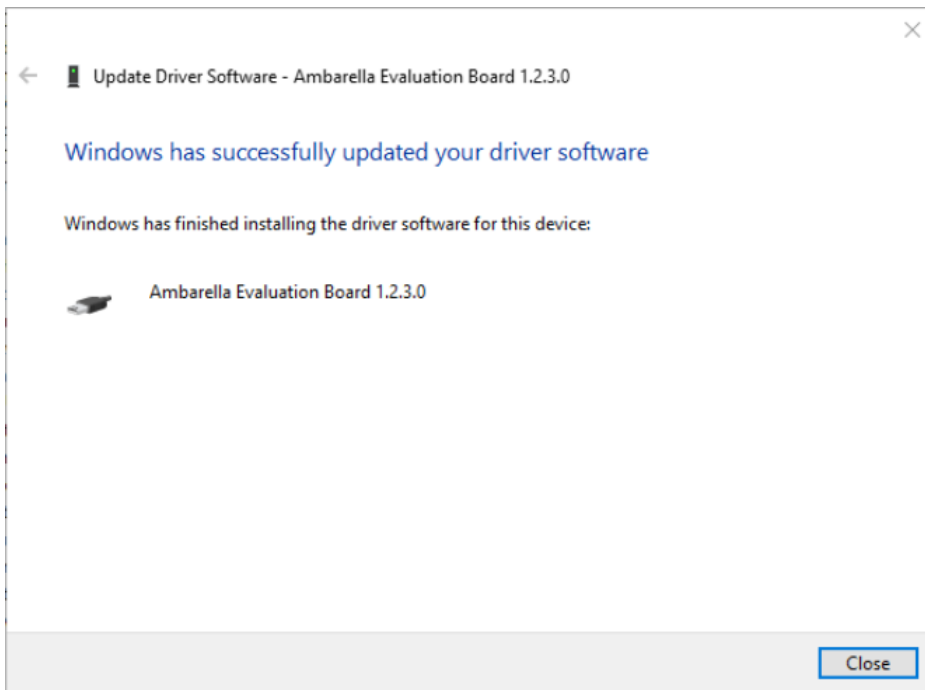 Update Driver Software - Ambarella Evaluation Board 1.2.3.0
Windows has successfully updated your driver software
Windows has finished installing the driver software for this device:
Ambarella Evaluation Board 1.2.3.0
Close